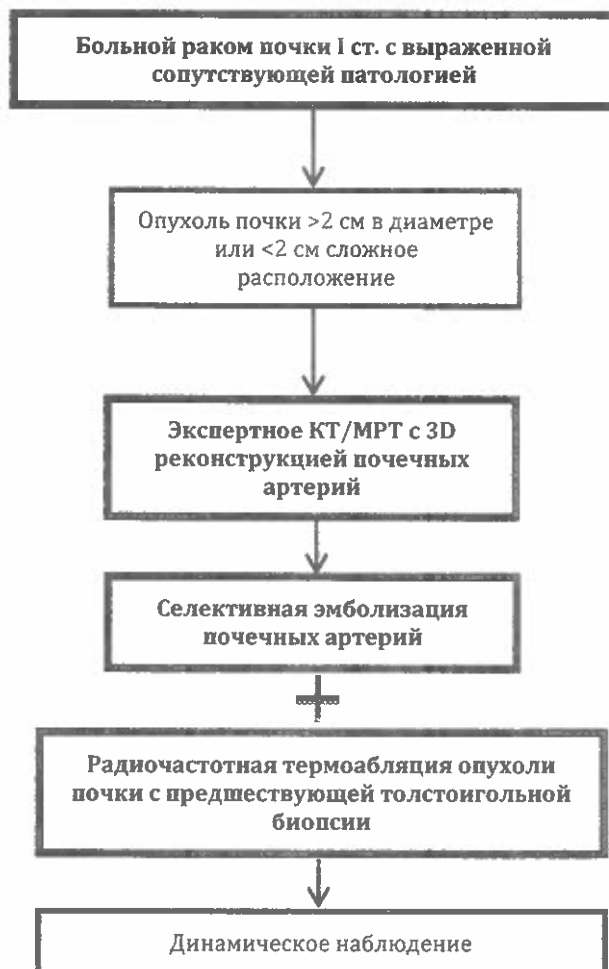 Больной раком почки I ст. с выраженной
сопутствующей патологией
Опухоль почки >2 см в диаметре
или <2 см сложное
расположение
Экспертное КТ/МРТ с 3D
реконструкцией почечных
артерий
Селективная эмболизация
почечных артерий
+
Радиочастотная термоабляция опухоли
почки с предшествующей толстоигольной
биопсии
Динамическое наблюдение